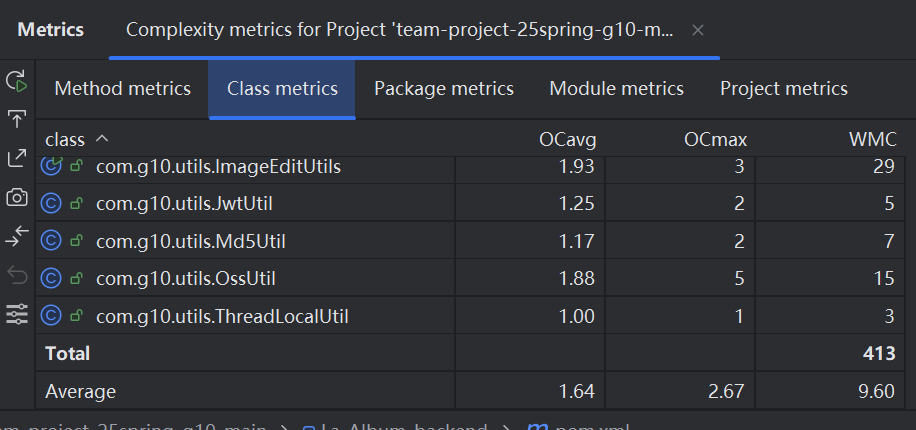 Metrics Complexity metrics for Project 'team-project-25spring-g10-m... ×
Method metrics Class metrics Package metrics Module metrics Project metrics
class OCavg OCmax WMC
com.g10.utils.ImageEditUtils 1.93 3 29
com.g10.utils.JwtUtil 1.25 2 5
com.g10.utils.Md5Util 1.17 2 7
com.g10.utils.OssUtil 1.88 5 15
com.g10.utils.ThreadLocalUtil 1.00 1 3
Total 413
Average 1.64 2.67 9.60
am-project-25spring-g10-main > La_Album_backend > m pom.xml